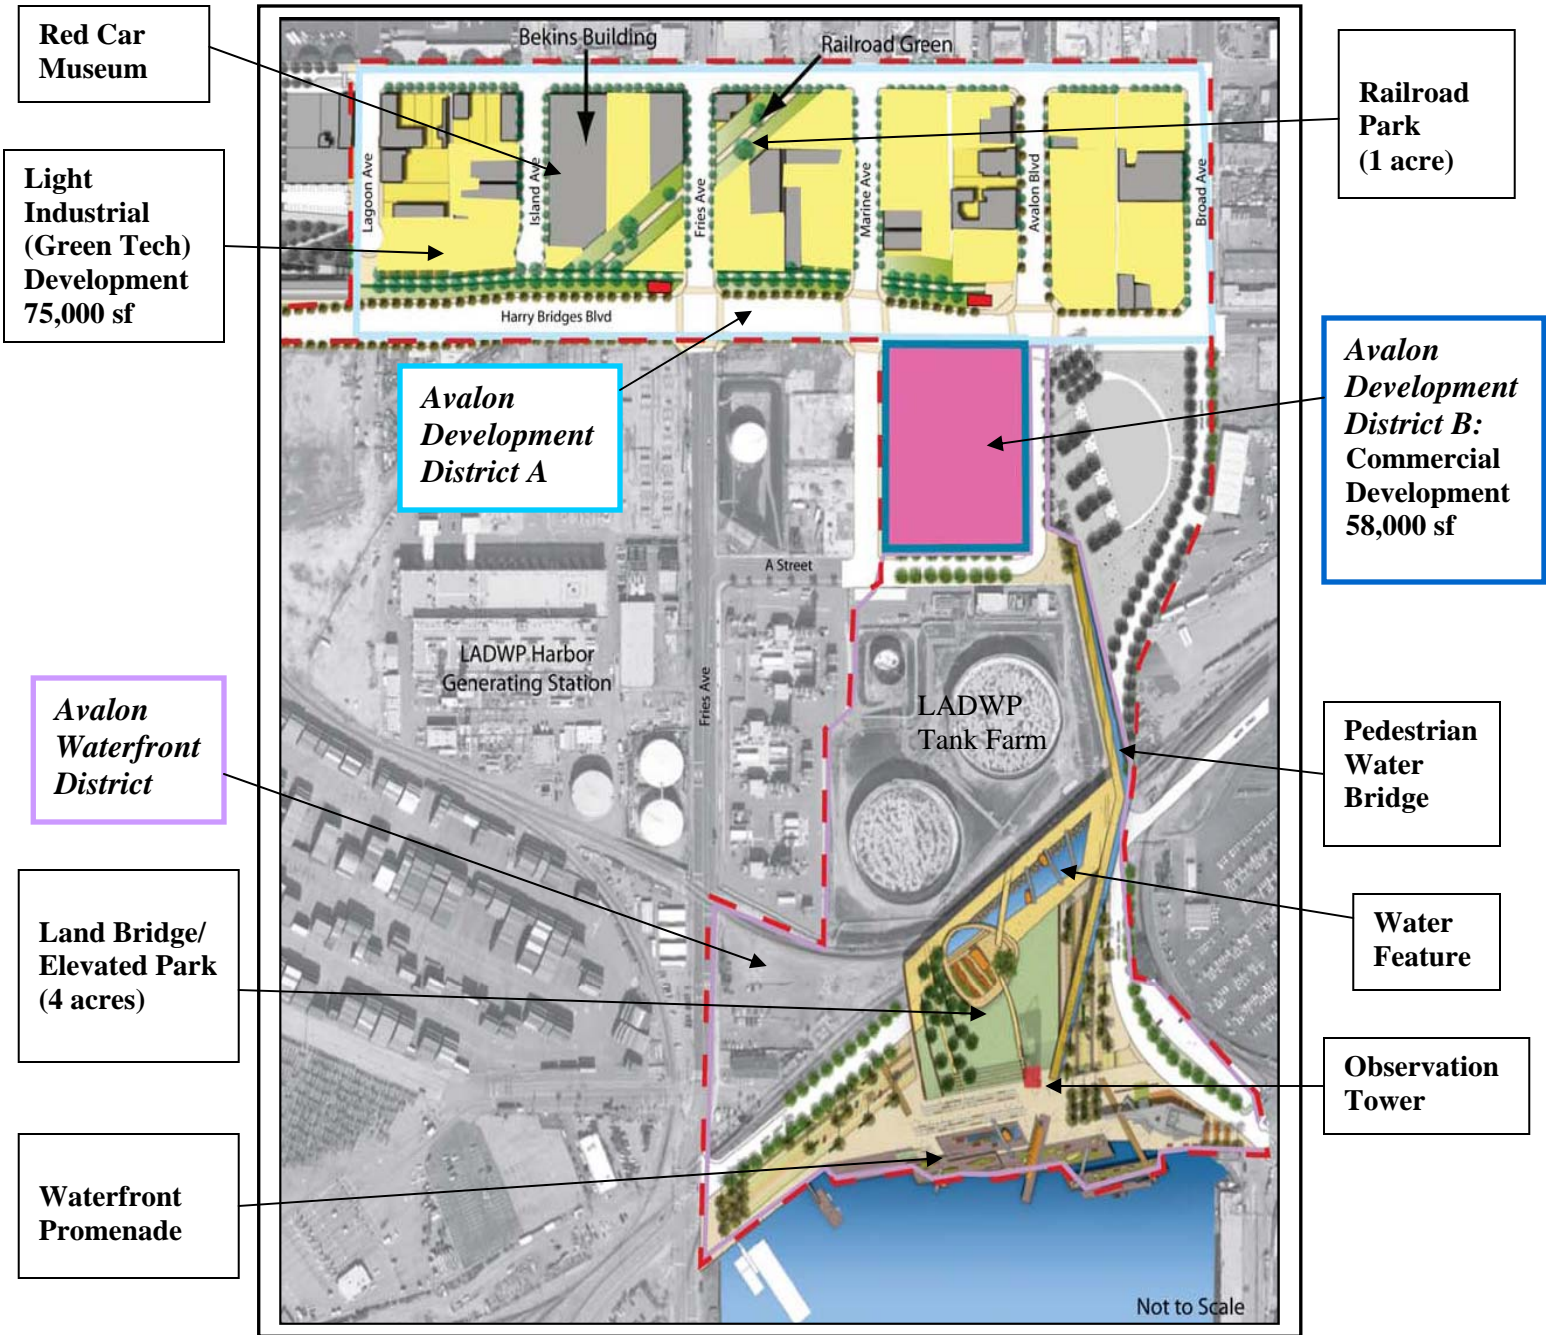 Red Car
Museum
Bekins Building
Railroad Green
Railroad
Park
(1 acre)
Light
Industrial
(Green Tech)
Development
75,000 sf
Lagoon Ave
Island Ave
Fries Ave
Marine Ave
Avalon Blvd
Broad Ave
Harry Bridges Blvd
Avalon
Development
District A
Avalon
Development
District B:
Commercial
Development
58,000 sf
A Street
LADWP Harbor
Generating Station
Fries Ave
LADWP
Tank Farm
Avalon
Waterfront
District
Pedestrian
Water
Bridge
Land Bridge/
Elevated Park
(4 acres)
Water
Feature
Observation
Tower
Waterfront
Promenade
Not to Scale